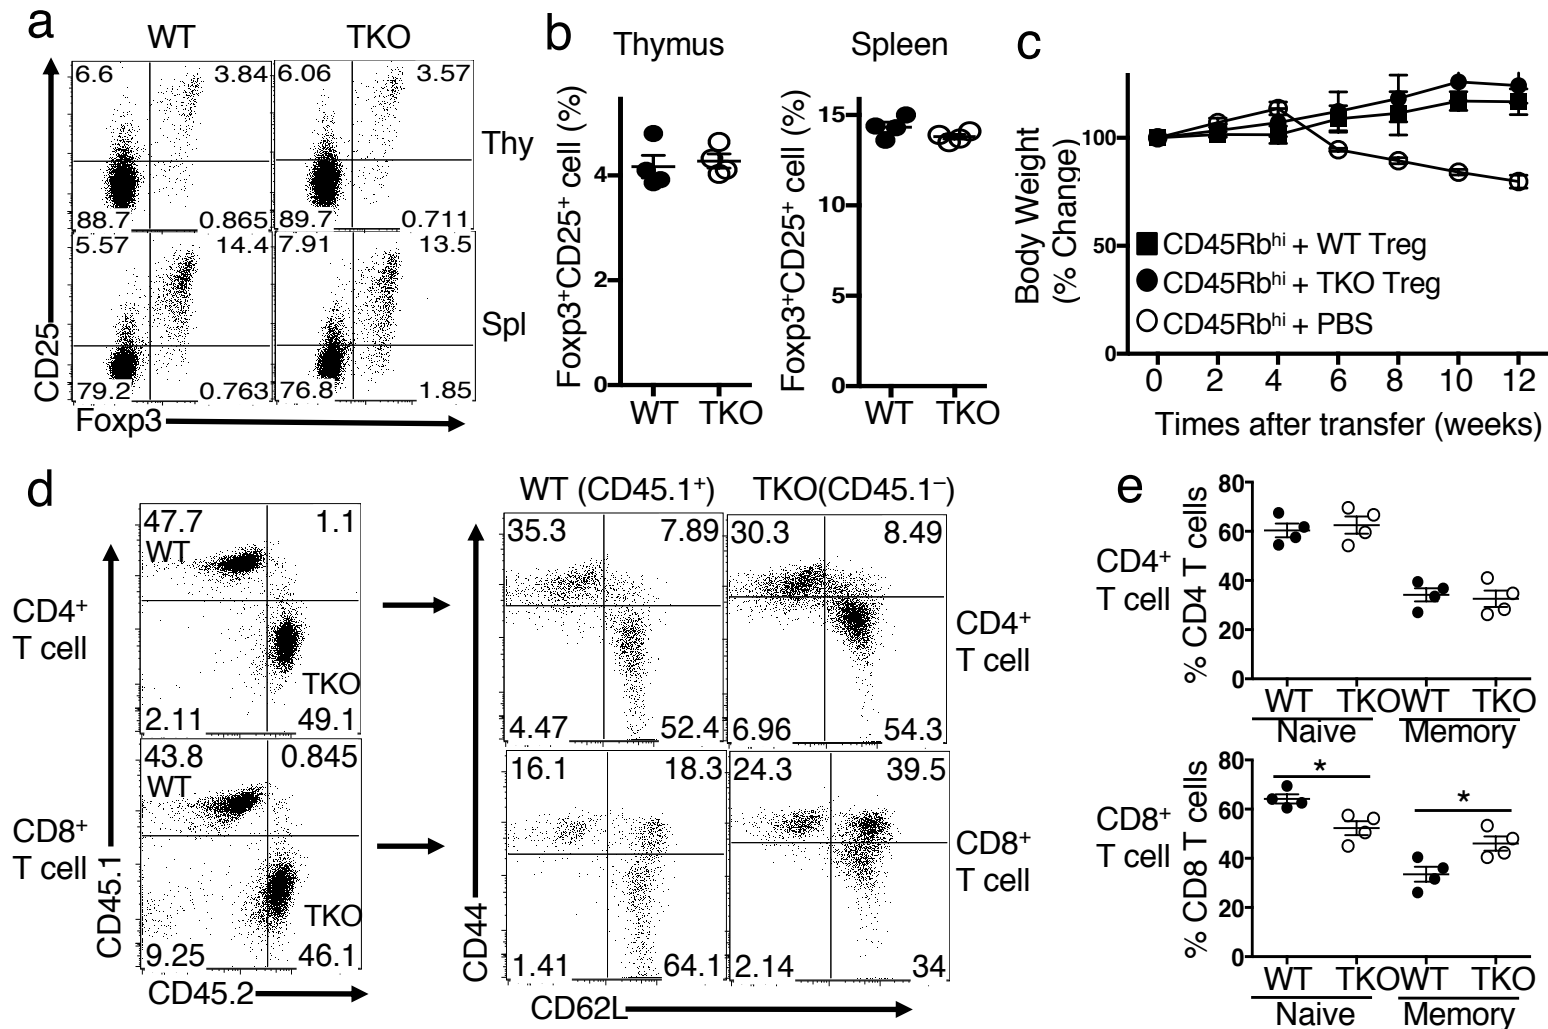 a
WT
TKO
6.6
3.84
6.06
3.57
Thy
88.7
0.865
89.7
0.711
5.57
14.4
7.91
13.5
Spl
79.2
0.763
76.8
1.85
CD25
Foxp3
b
Thymus
Spleen
Foxp3⁺CD25⁺ cell (%)
4
2
0
WT TKO
Foxp3⁺CD25⁺ cell (%)
15
10
5
0
WT TKO
c
Body Weight
(% Change)
100
50
0
CD45Rbʰⁱ + WT Treg
CD45Rbʰⁱ + TKO Treg
CD45Rbʰⁱ + PBS
0 2 4 6 8 10 12
Times after transfer (weeks)
d
CD4⁺
T cell
47.7
1.1
WT
TKO
2.11
49.1
CD8⁺
T cell
43.8
0.845
WT
TKO
9.25
46.1
CD45.1
CD45.2
WT (CD45.1⁺)
TKO(CD45.1⁻)
35.3
7.89
30.3
8.49
CD4⁺
T cell
4.47
52.4
6.96
54.3
16.1
18.3
24.3
39.5
CD8⁺
T cell
1.41
64.1
2.14
34
CD44
CD62L
e
CD4⁺
T cell
% CD4 T cells
80
60
40
20
0
WT TKO WT TKO
Naive Memory
CD8⁺
T cell
% CD8 T cells
80
60
40
20
0
*
*
WT TKO WT TKO
Naive Memory